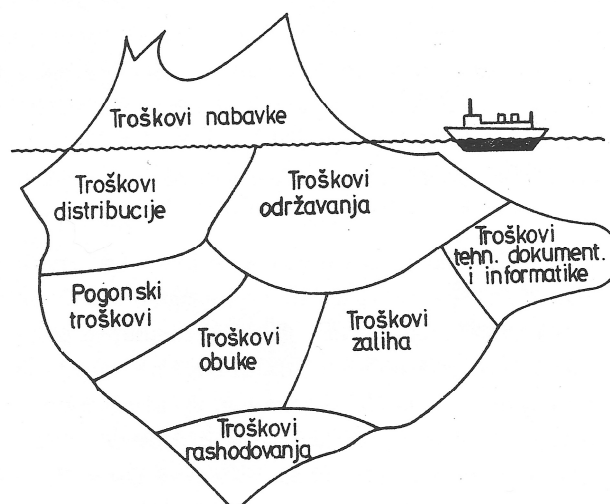 Troškovi nabavke
Troškovi
distribucije
Troškovi
održavanja
Troškovi
tehn. dokument.
i informatike
Pogonski
troškovi
Troškovi
obuke
Troškovi
zaliha
Troškovi
rashodovanja